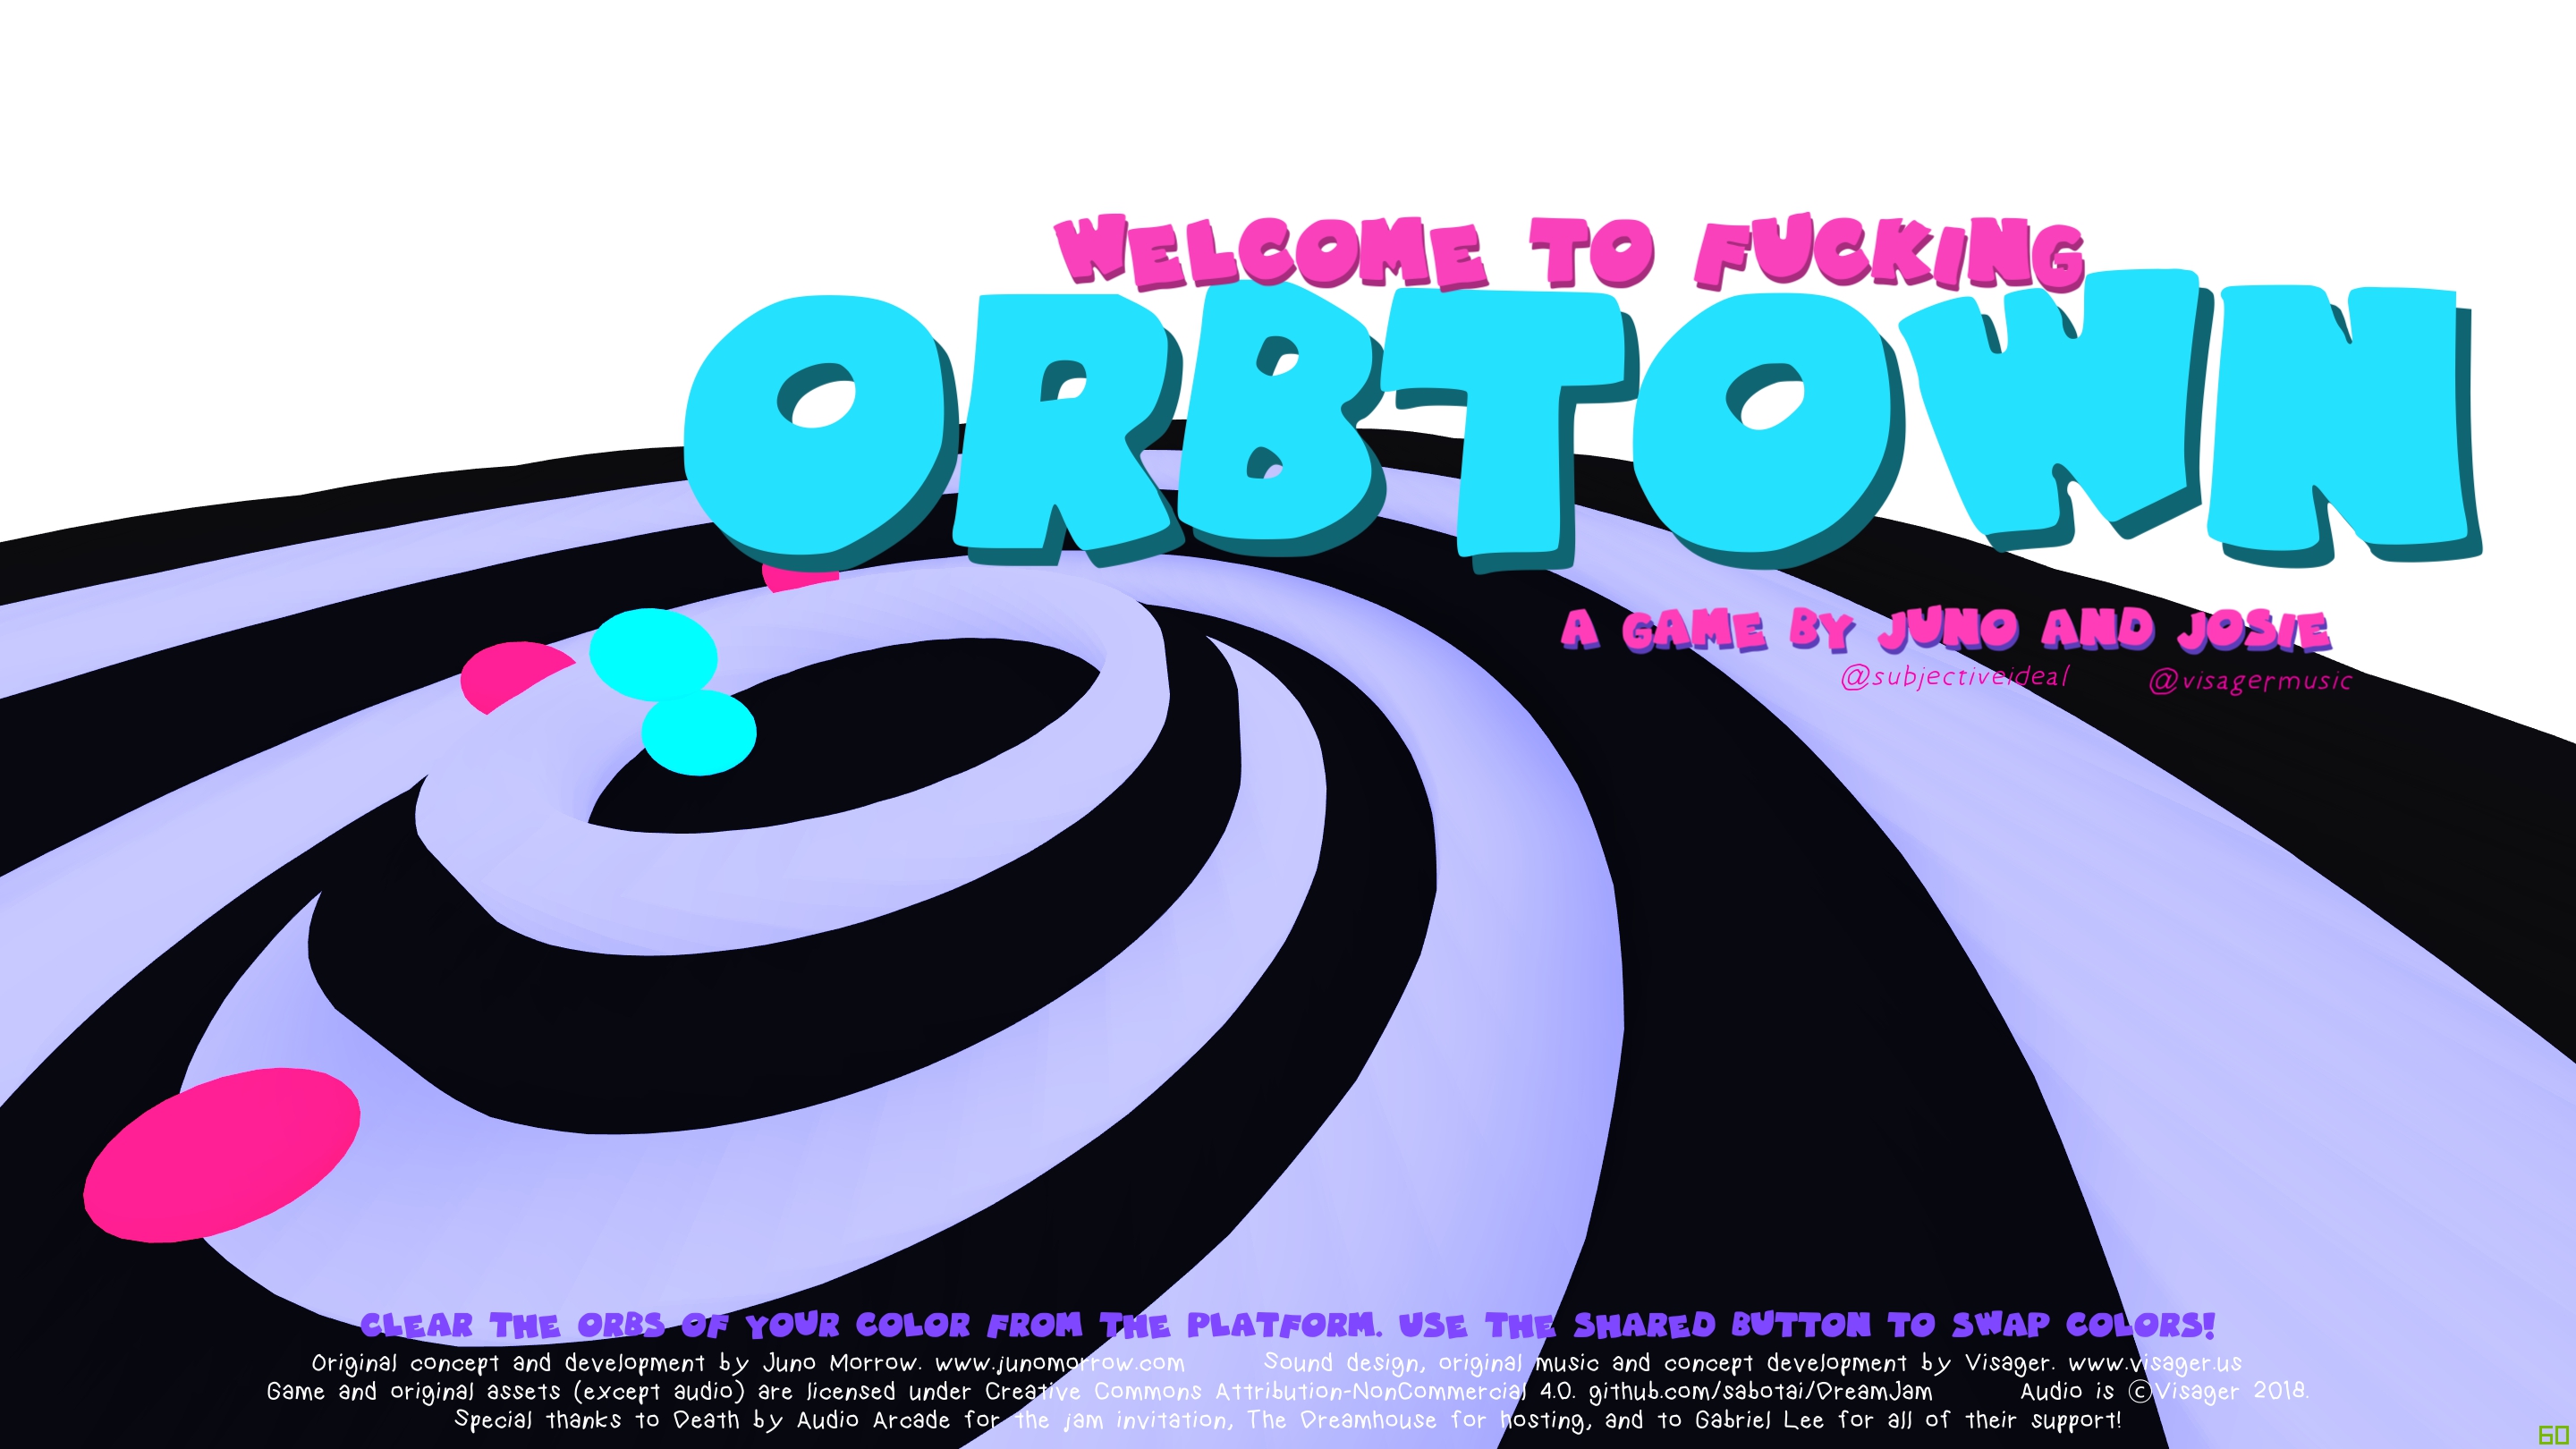 WELCOME TO FUCKING
ORBTOWN
A GAME BY JUNO AND JOSIE
@subjectiveideal @visagermusic
CLEAR THE ORBS OF YOUR COLOR FROM THE PLATFORM. USE THE SHARED BUTTON TO SWAP COLORS!
Original concept and development by Juno Morrow. www.junomorrow.com Sound design, original music and concept development by Visager. www.visager.us
Game and original assets (except audio) are licensed under Creative Commons Attribution-NonCommercial 4.0. github.com/sabotai/DreamJam Audio is ©Visager 2018.
Special thanks to Death by Audio Arcade for the jam invitation, The Dreamhouse for hosting, and to Gabriel Lee for all of their support!
60